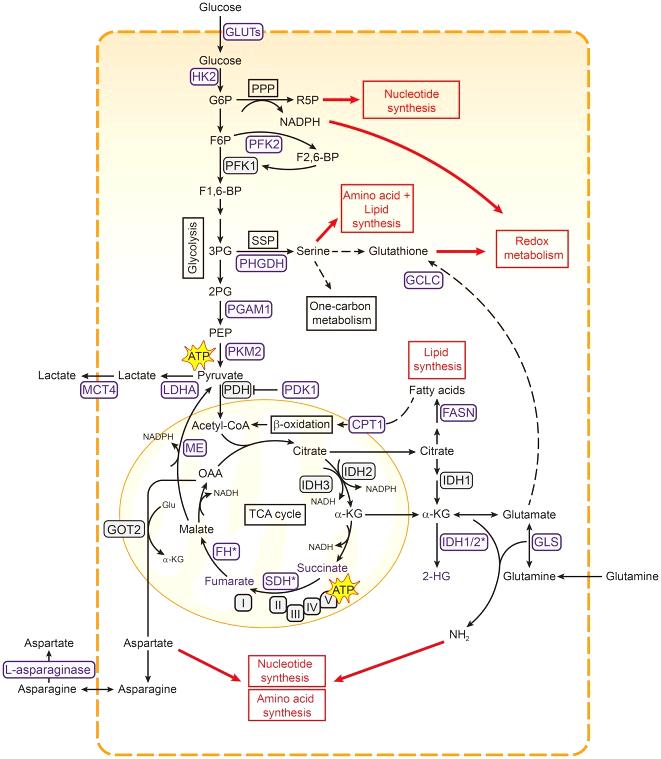 Glucose
GLUTs
Glucose
HK2
PPP
G6P
R5P
Nucleotide
synthesis
NADPH
F6P
PFK2
F2,6-BP
PFK1
F1,6-BP
Amino acid +
Lipid
synthesis
Glycolysis
SSP
3PG
Serine
Glutathione
Redox
metabolism
PHGDH
GCLC
2PG
One-carbon
metabolism
PGAM1
PEP
ATP
PKM2
Lipid
synthesis
Lactate
Lactate
Pyruvate
MCT4
LDHA
PDH
PDK1
Fatty acids
FASN
Acetyl-CoA
β-oxidation
CPT1
NADPH
ME
Citrate
Citrate
OAA
IDH2
IDH3
NADPH
IDH1
NADH
NADH
Glu
TCA cycle
α-KG
α-KG
Glutamate
GOT2
Malate
NADH
IDH1/2*
GLS
α-KG
FH*
Succinate
Fumarate
SDH*
2-HG
Glutamine
Glutamine
ATP
I
II
III
IV
V
NH2
Aspartate
Aspartate
L-asparaginase
Asparagine
Asparagine
Nucleotide
synthesis
Amino acid
synthesis